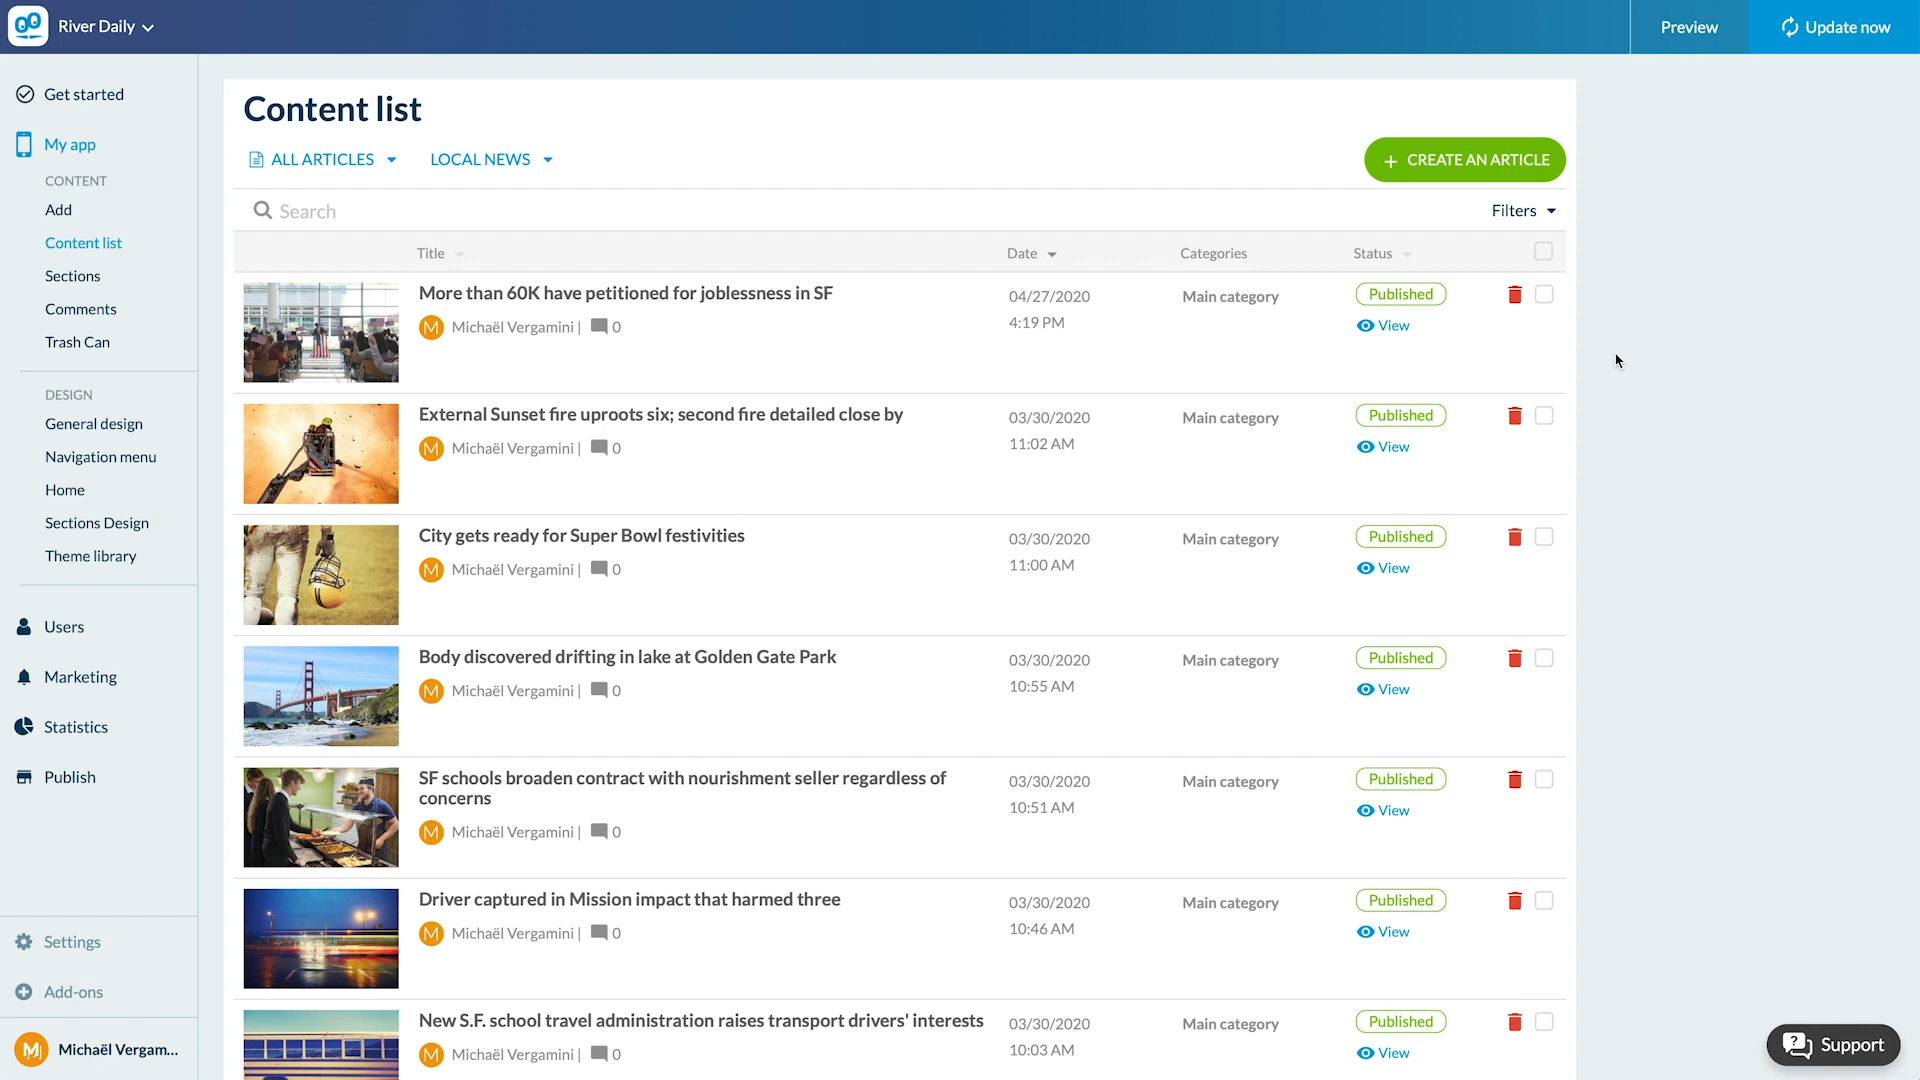 River Daily
Preview
Update now
Get started
My app
CONTENT
Add
Content list
Sections
Comments
Trash Can
DESIGN
General design
Navigation menu
Home
Sections Design
Theme library
Users
Marketing
Statistics
Publish
Settings
Add-ons
M Michaël Vergam...
Content list
ALL ARTICLES
LOCAL NEWS
+ CREATE AN ARTICLE
Search
Filters
Title Date Categories Status
More than 60K have petitioned for joblessness in SF
M Michaël Vergamini | 0
04/27/2020
4:19 PM
Main category
Published
View
External Sunset fire uproots six; second fire detailed close by
M Michaël Vergamini | 0
03/30/2020
11:02 AM
Main category
Published
View
City gets ready for Super Bowl festivities
M Michaël Vergamini | 0
03/30/2020
11:00 AM
Main category
Published
View
Body discovered drifting in lake at Golden Gate Park
M Michaël Vergamini | 0
03/30/2020
10:55 AM
Main category
Published
View
SF schools broaden contract with nourishment seller regardless of
concerns
M Michaël Vergamini | 0
03/30/2020
10:51 AM
Main category
Published
View
Driver captured in Mission impact that harmed three
M Michaël Vergamini | 0
03/30/2020
10:46 AM
Main category
Published
View
New S.F. school travel administration raises transport drivers' interests
M Michaël Vergamini | 0
03/30/2020
10:03 AM
Main category
Published
View
? Support